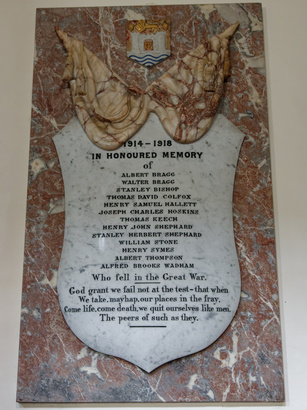 1914-1918
IN HONOURED MEMORY
of
ALBERT BRAGG
WALTER BRAGG
STANLEY BISHOP
THOMAS DAVID COLFOX
HENRY SAMUEL HALLETT
JOSEPH CHARLES HOSKINS
THOMAS KEECH
HENRY JOHN SHEPHARD
STANLEY HERBERT SHEPHARD
WILLIAM STONE
HENRY SYMES
ALBERT THOMPSON
ALFRED BROOKS WADHAM
Who fell in the Great War.
God grant we fail not at the test-that when
We take, mayhap, our places in the fray,
Come life, come death, we quit ourselves like men,
The peers of such as they.